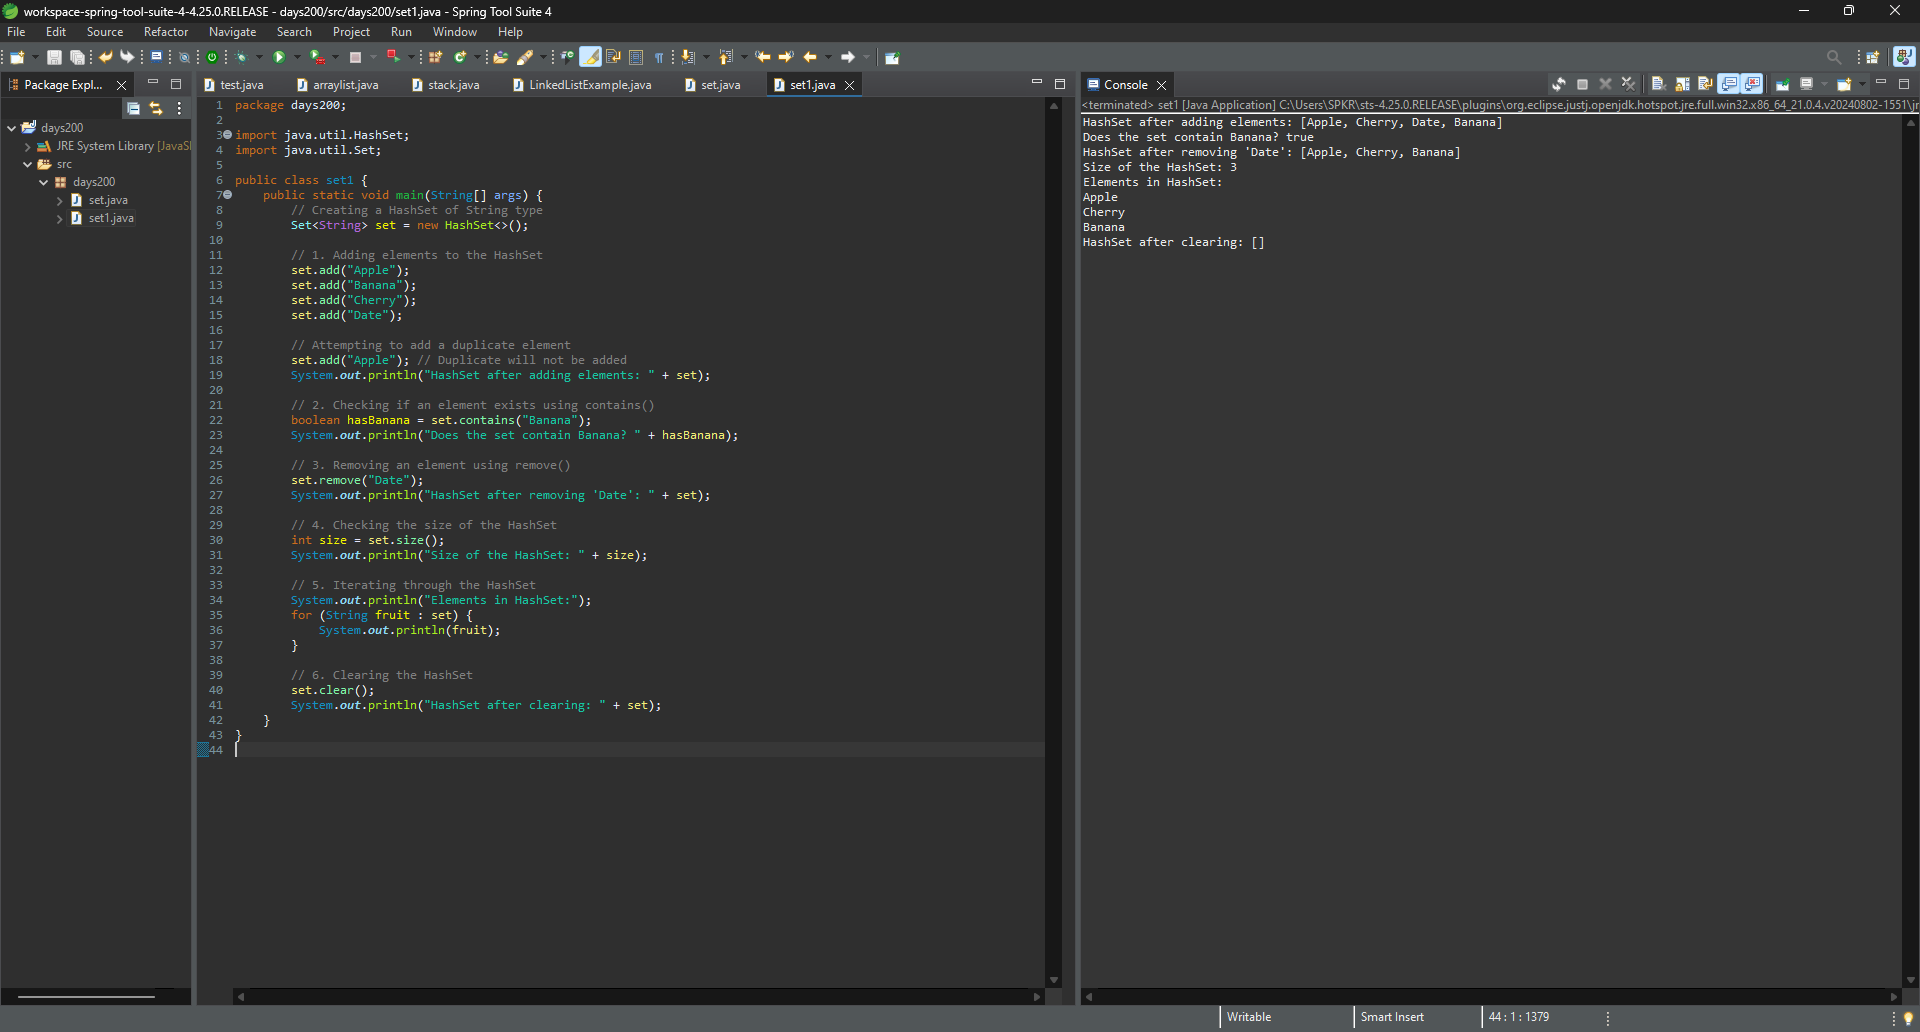 workspace-spring-tool-suite-4-4.25.0.RELEASE - days200/src/days200/set1.java - Spring Tool Suite 4
File Edit Source Refactor Navigate Search Project Run Window Help
Package Expl...
days200
JRE System Library [JavaSI
src
days200
set.java
set1.java
test.java arraylist.java stack.java LinkedListExample.java set.java set1.java
1 package days200;
2
3 import java.util.HashSet;
4 import java.util.Set;
5
6 public class set1 {
7     public static void main(String[] args) {
8         // Creating a HashSet of String type
9         Set<String> set = new HashSet<>();
10
11         // 1. Adding elements to the HashSet
12         set.add("Apple");
13         set.add("Banana");
14         set.add("Cherry");
15         set.add("Date");
16
17         // Attempting to add a duplicate element
18         set.add("Apple"); // Duplicate will not be added
19         System.out.println("HashSet after adding elements: " + set);
20
21         // 2. Checking if an element exists using contains()
22         boolean hasBanana = set.contains("Banana");
23         System.out.println("Does the set contain Banana? " + hasBanana);
24
25         // 3. Removing an element using remove()
26         set.remove("Date");
27         System.out.println("HashSet after removing 'Date': " + set);
28
29         // 4. Checking the size of the HashSet
30         int size = set.size();
31         System.out.println("Size of the HashSet: " + size);
32
33         // 5. Iterating through the HashSet
34         System.out.println("Elements in HashSet:");
35         for (String fruit : set) {
36             System.out.println(fruit);
37         }
38
39         // 6. Clearing the HashSet
40         set.clear();
41         System.out.println("HashSet after clearing: " + set);
42     }
43 }
44
Console
<terminated> set1 [Java Application] C:\Users\SPKR\sts-4.25.0.RELEASE\plugins\org.eclipse.justj.openjdk.hotspot.jre.full.win32.x86_64_21.0.4.v20240802-1551\jr
HashSet after adding elements: [Apple, Cherry, Date, Banana]
Does the set contain Banana? true
HashSet after removing 'Date': [Apple, Cherry, Banana]
Size of the HashSet: 3
Elements in HashSet:
Apple
Cherry
Banana
HashSet after clearing: []
Writable Smart Insert 44 : 1 : 1379